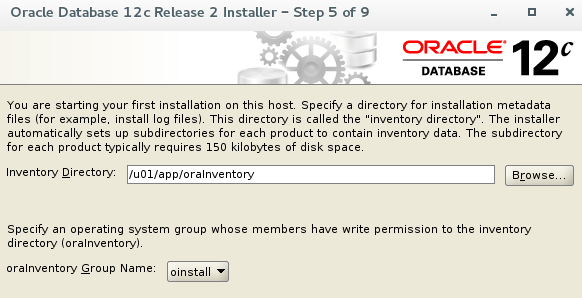 Oracle Database 12c Release 2 Installer – Step 5 of 9
ORACLE
DATABASE
12c
You are starting your first installation on this host. Specify a directory for installation metadata
files (for example, install log files). This directory is called the "inventory directory". The installer
automatically sets up subdirectories for each product to contain inventory data. The subdirectory
for each product typically requires 150 kilobytes of disk space.
Inventory Directory: /u01/app/oraInventory Browse...
Specify an operating system group whose members have write permission to the inventory
directory (oraInventory).
oraInventory Group Name: oinstall